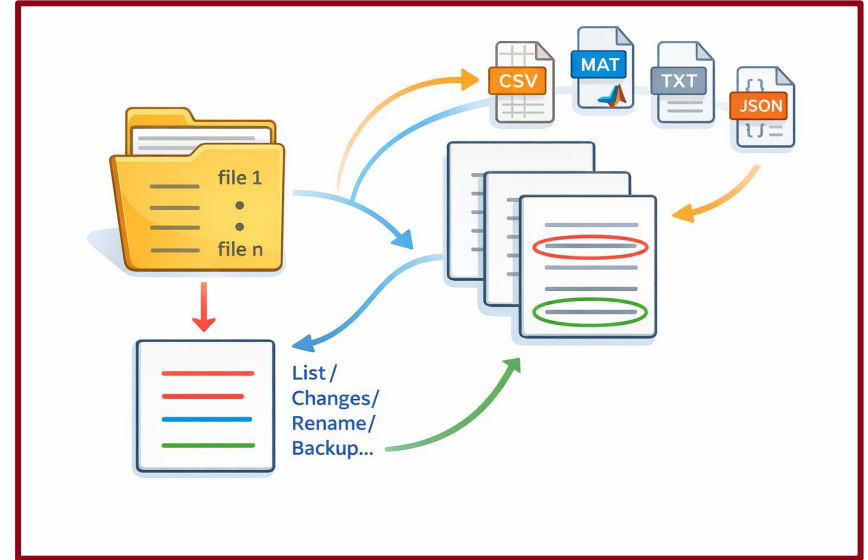 CSV
MAT
TXT
JSON
{ }
{ }
file 1
file n
List /
Changes/
Rename/
Backup...